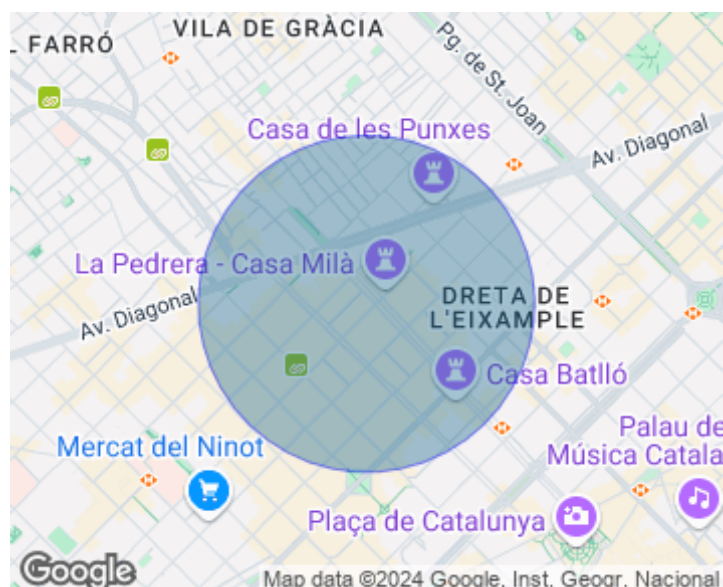 VILA DE GRÀCIA
L FARRÓ
Pg. de St. Joan
Casa de les Punxes
Av. Diagonal
La Pedrera - Casa Milà
DRETA DE
L'EIXAMPLE
Av. Diagonal
Casa Batlló
Mercat del Ninot
Palau de
Música Catala
Plaça de Catalunya
Google
Map data ©2024 Google, Inst. Geogr. Nacional